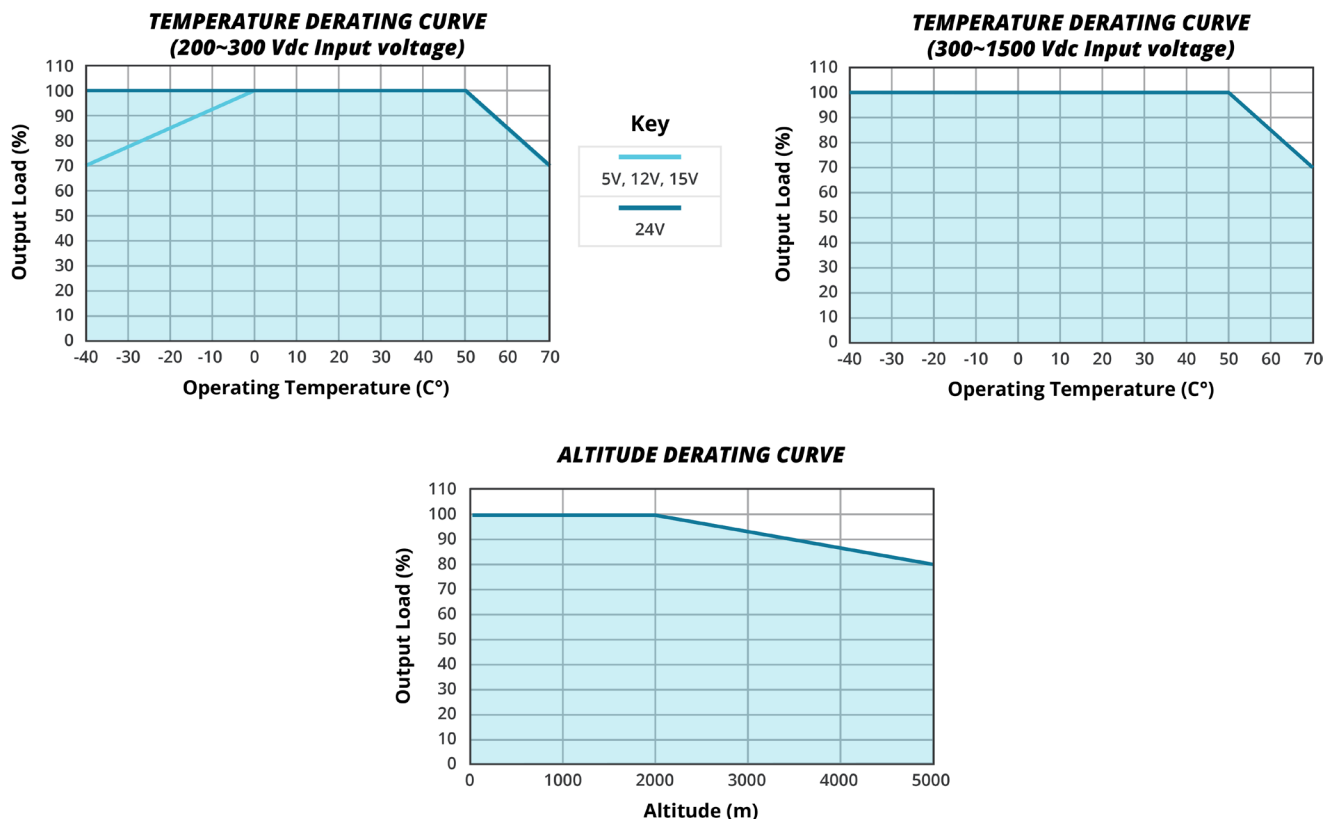 TEMPERATURE DERATING CURVE
(200~300 Vdc Input voltage)
110
100
90
80
70
60
50
40
30
20
10
0
-40 -30 -20 -10 0 10 20 30 40 50 60 70
Output Load (%)
Operating Temperature (C°)
Key
5V, 12V, 15V
24V
TEMPERATURE DERATING CURVE
(300~1500 Vdc Input voltage)
110
100
90
80
70
60
50
40
30
20
10
0
-40 -30 -20 -10 0 10 20 30 40 50 60 70
Output Load (%)
Operating Temperature (C°)
ALTITUDE DERATING CURVE
110
100
90
80
70
60
50
40
30
20
10
0
0 1000 2000 3000 4000 5000
Output Load (%)
Altitude (m)